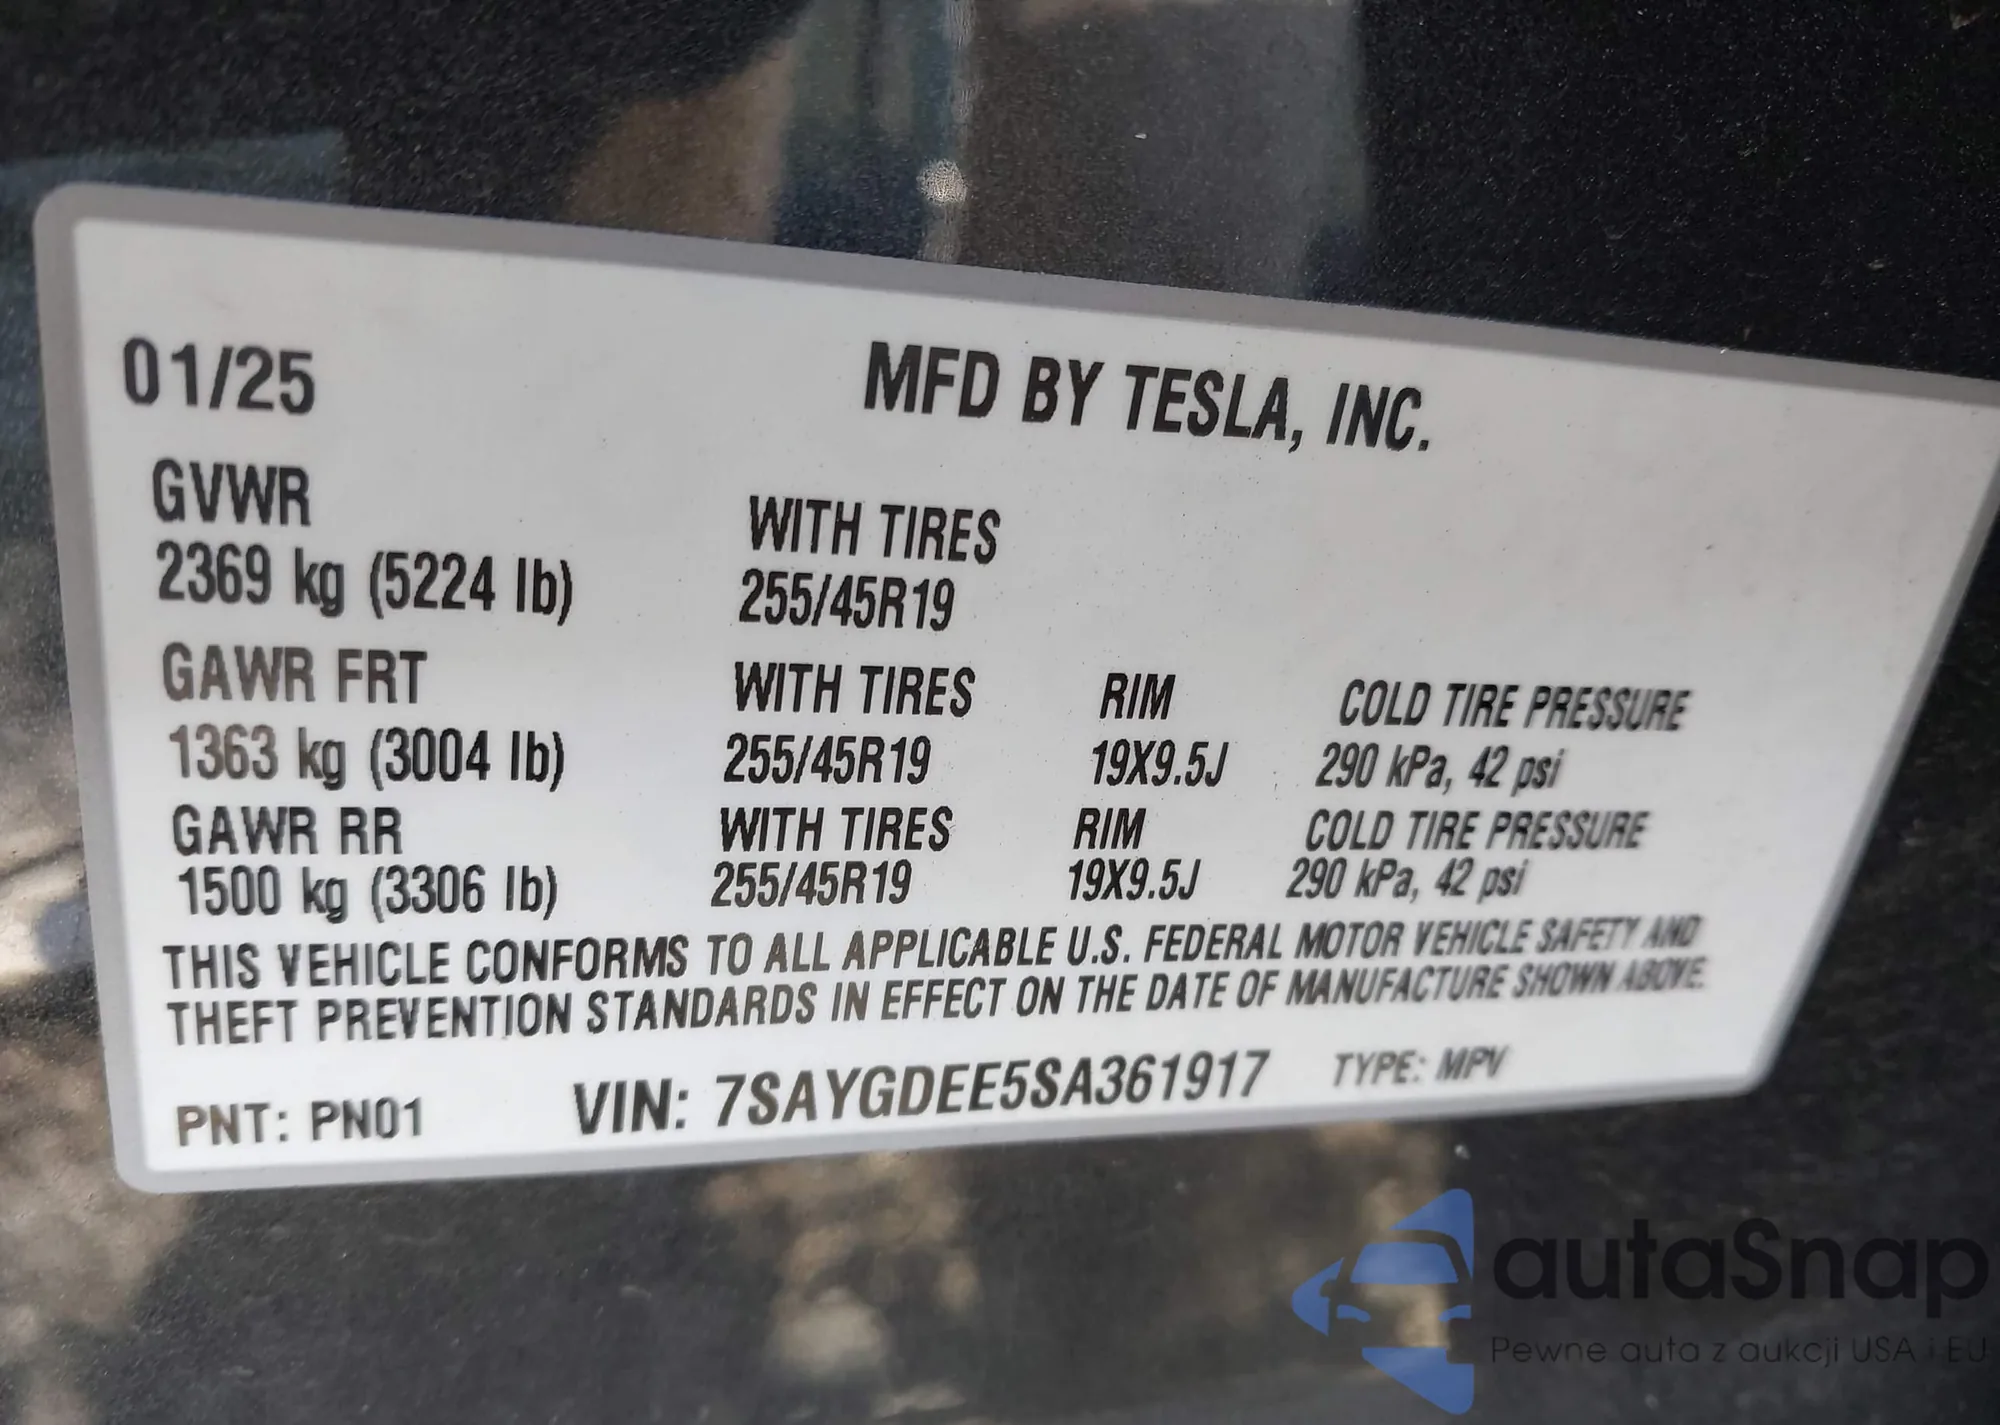 01/25 MFD BY TESLA, INC.
GVWR WITH TIRES
2369 kg (5224 lb) 255/45R19
GAWR FRT WITH TIRES RIM COLD TIRE PRESSURE
1363 kg (3004 lb) 255/45R19 19X9.5J 290 kPa, 42 psi
GAWR RR WITH TIRES RIM COLD TIRE PRESSURE
1500 kg (3306 lb) 255/45R19 19X9.5J 290 kPa, 42 psi
THIS VEHICLE CONFORMS TO ALL APPLICABLE U.S. FEDERAL MOTOR VEHICLE SAFETY AND
THEFT PREVENTION STANDARDS IN EFFECT ON THE DATE OF MANUFACTURE SHOWN ABOVE.
PNT: PN01 VIN: 7SAYGDEE5SA361917 TYPE: MPV
autaSnap
Pewne auta z aukcji USA i EU